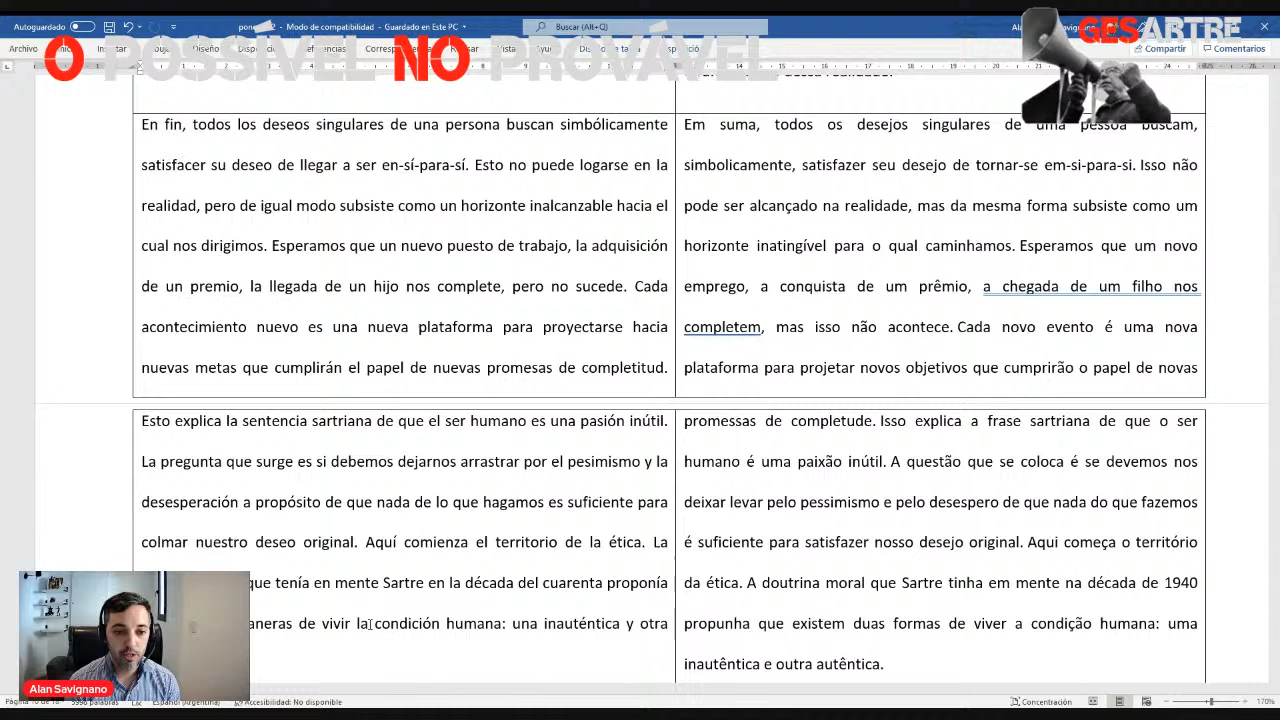 Autoguardado
Modo de compatibilidad • Guardado en Este PC
Buscar (Alt+Q)
Archivo
Compartir
Comentarios
O POSSÍVEL NO PROVÁVEL
GESARTRE
En fin, todos los deseos singulares de una persona buscan simbólicamente
satisfacer su deseo de llegar a ser en-sí-para-sí. Esto no puede logarse en la
realidad, pero de igual modo subsiste como un horizonte inalcanzable hacia el
cual nos dirigimos. Esperamos que un nuevo puesto de trabajo, la adquisición
de un premio, la llegada de un hijo nos complete, pero no sucede. Cada
acontecimiento nuevo es una nueva plataforma para proyectarse hacia
nuevas metas que cumplirán el papel de nuevas promesas de completitud.
Esto explica la sentencia sartriana de que el ser humano es una pasión inútil.
La pregunta que surge es si debemos dejarnos arrastrar por el pesimismo y la
desesperación a propósito de que nada de lo que hagamos es suficiente para
colmar nuestro deseo original. Aquí comienza el territorio de la ética. La
que tenía en mente Sartre en la década del cuarenta proponía
de vivir la condición humana: una inauténtica y otra
realidade.
Em suma, todos os desejos singulares de uma pessoa buscam,
simbolicamente, satisfazer seu desejo de tornar-se em-si-para-si. Isso não
pode ser alcançado na realidade, mas da mesma forma subsiste como um
horizonte inatingível para o qual caminhamos. Esperamos que um novo
emprego, a conquista de um prêmio, a chegada de um filho nos
completem, mas isso não acontece. Cada novo evento é uma nova
plataforma para projetar novos objetivos que cumprirão o papel de novas
promessas de completude. Isso explica a frase sartriana de que o ser
humano é uma paixão inútil. A questão que se coloca é se devemos nos
deixar levar pelo pessimismo e pelo desespero de que nada do que fazemos
é suficiente para satisfazer nosso desejo original. Aqui começa o território
da ética. A doutrina moral que Sartre tinha em mente na década de 1940
propunha que existem duas formas de viver a condição humana: uma
inautêntica e outra autêntica.
Alan Savignano
palabras
Español (Argentina)
Accesibilidad: No disponible
Concentración
170%